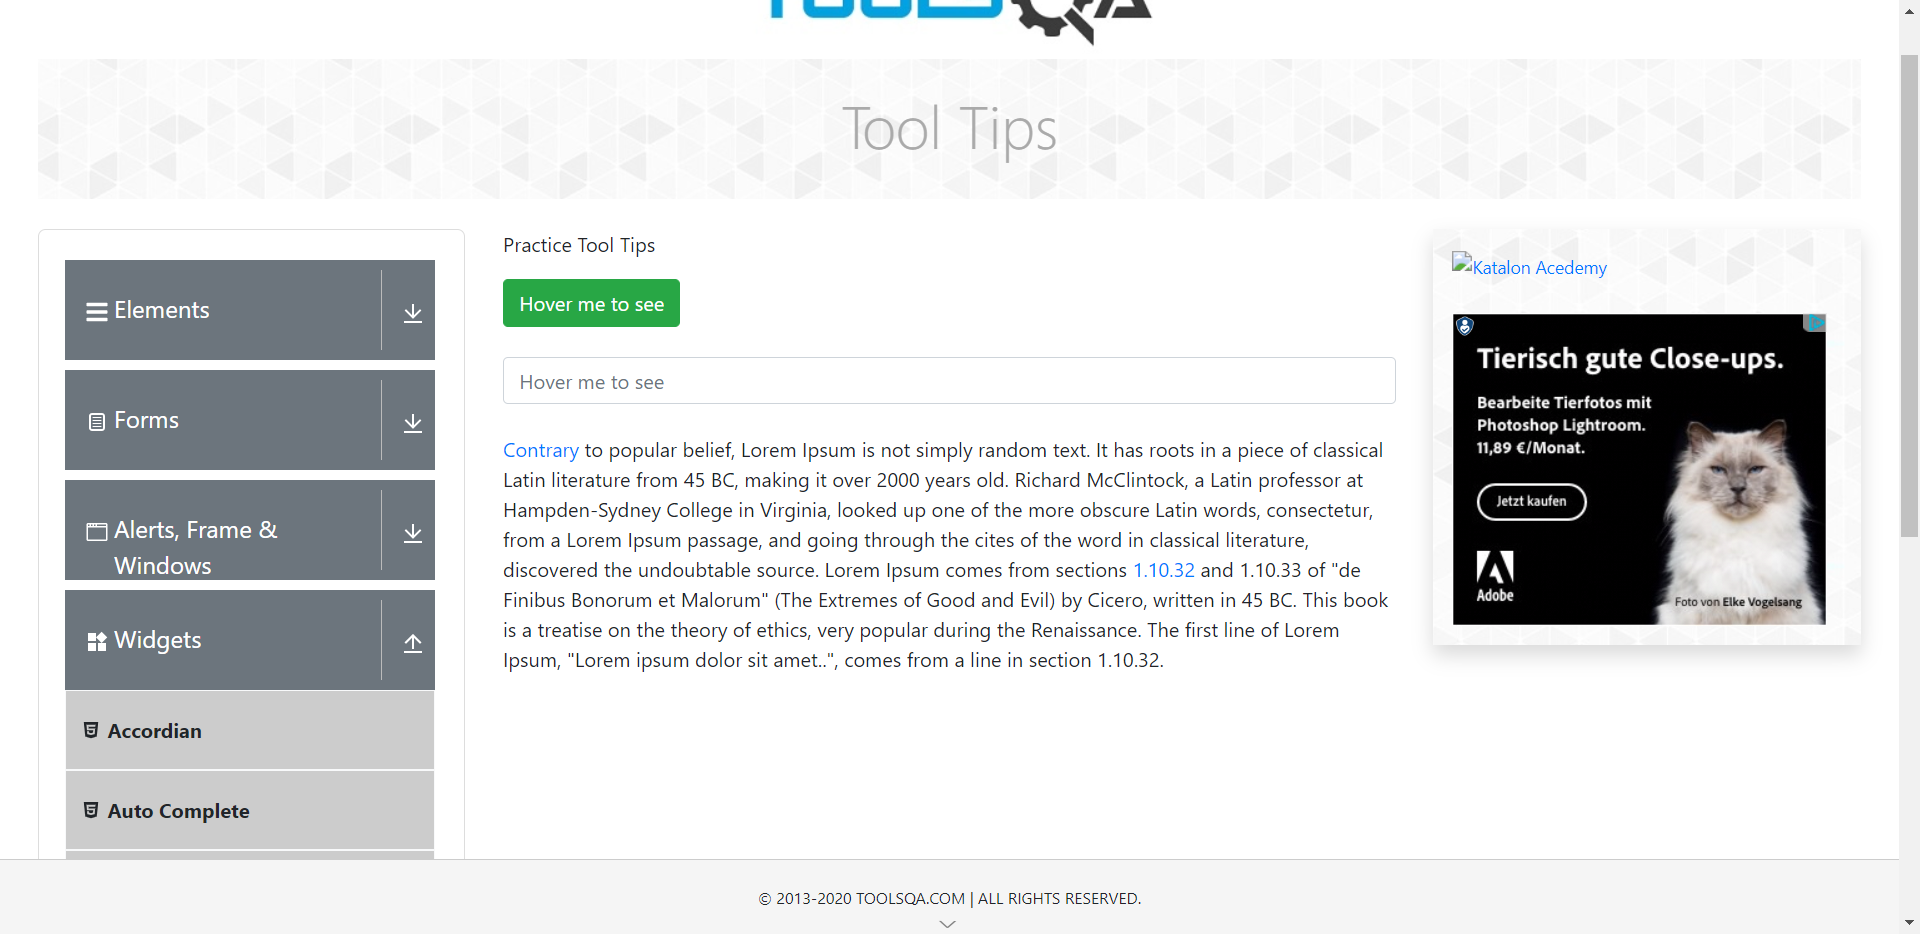 TOOLSQA
Tool Tips
Elements
Forms
Alerts, Frame &
Windows
Widgets
Accordian
Auto Complete
Practice Tool Tips
Hover me to see
Hover me to see
Contrary to popular belief, Lorem Ipsum is not simply random text. It has roots in a piece of classical
Latin literature from 45 BC, making it over 2000 years old. Richard McClintock, a Latin professor at
Hampden-Sydney College in Virginia, looked up one of the more obscure Latin words, consectetur,
from a Lorem Ipsum passage, and going through the cites of the word in classical literature,
discovered the undoubtable source. Lorem Ipsum comes from sections 1.10.32 and 1.10.33 of "de
Finibus Bonorum et Malorum" (The Extremes of Good and Evil) by Cicero, written in 45 BC. This book
is a treatise on the theory of ethics, very popular during the Renaissance. The first line of Lorem
Ipsum, "Lorem ipsum dolor sit amet..", comes from a line in section 1.10.32.
Katalon Acedemy
Tierisch gute Close-ups.
Bearbeite Tierfotos mit
Photoshop Lightroom.
11,89 €/Monat.
Jetzt kaufen
Adobe
Foto von Elke Vogelsang
© 2013-2020 TOOLSQA.COM | ALL RIGHTS RESERVED.